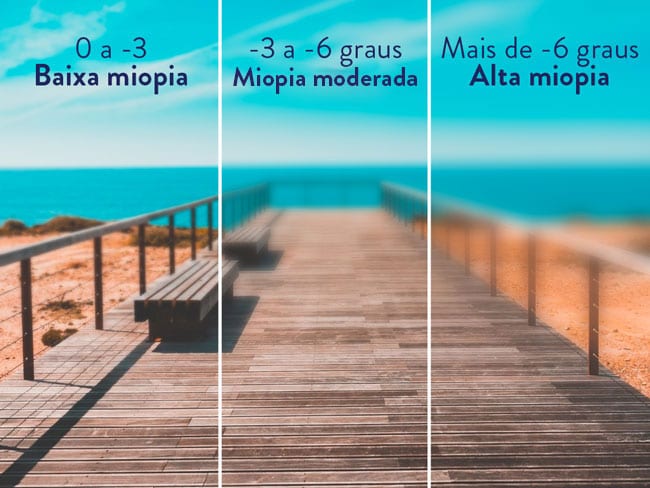 0 a -3
Baixa miopia
-3 a -6 graus
Miopia moderada
Mais de -6 graus
Alta miopia